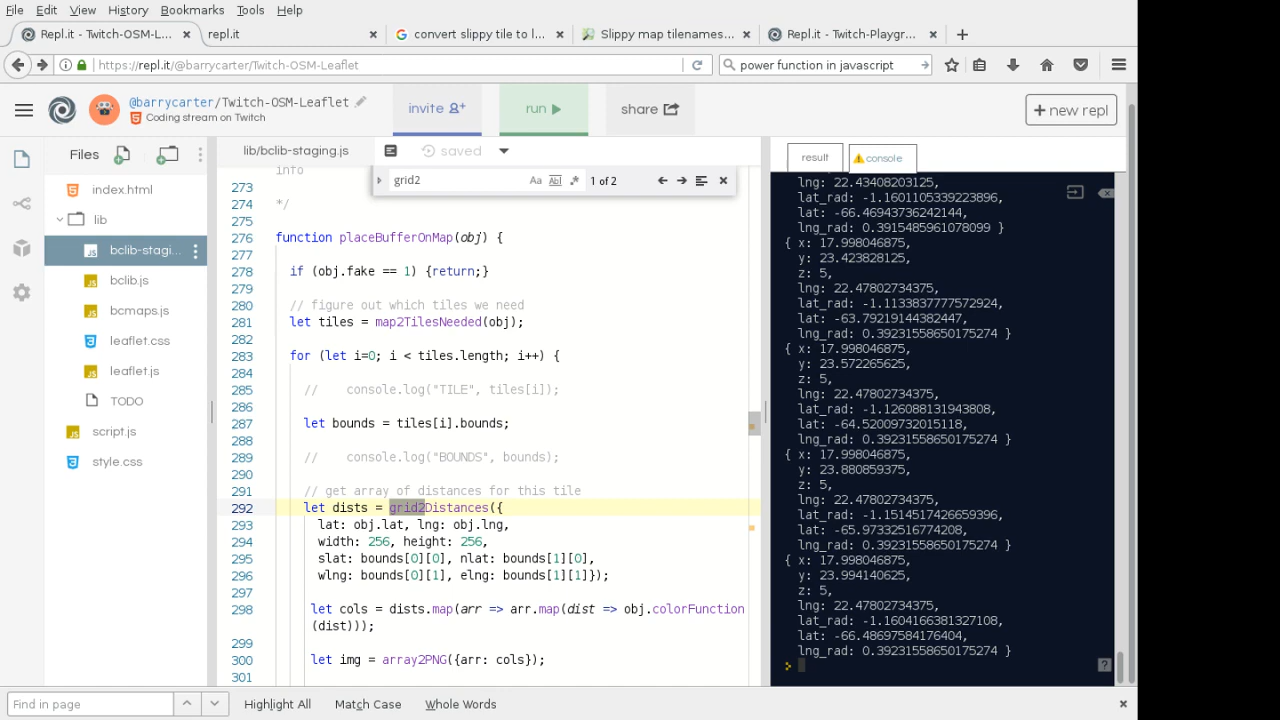 File Edit View History Bookmarks Tools Help
Repl.it - Twitch-OSM-L... × repl.it × convert slippy tile to l... × Slippy map tilenames... × Repl.it - Twitch-Playgr... × +
https://repl.it/@barrycarter/Twitch-OSM-Leaflet
power function in javascript
@barrycarter/Twitch-OSM-Leaflet
Coding stream on Twitch
invite
run
share
+ new repl
Files
index.html
lib
bclib-stagi...
bclib.js
bcmaps.js
leaflet.css
leaflet.js
TODO
script.js
style.css
lib/bclib-staging.js
saved
grid2
Aa Abl .*
1 of 2
info
273
274 */
275
276 function placeBufferOnMap(obj) {
277
278 if (obj.fake == 1) {return;}
279
280 // figure out which tiles we need
281 let tiles = map2TilesNeeded(obj);
282
283 for (let i=0; i < tiles.length; i++) {
284
285 // console.log("TILE", tiles[i]);
286
287 let bounds = tiles[i].bounds;
288
289 // console.log("BOUNDS", bounds);
290
291 // get array of distances for this tile
292 let dists = grid2Distances({
293 lat: obj.lat, lng: obj.lng,
294 width: 256, height: 256,
295 slat: bounds[0][0], nlat: bounds[1][0],
296 wlng: bounds[0][1], elng: bounds[1][1]});
297
298 let cols = dists.map(arr => arr.map(dist => obj.colorFunction
(dist)));
299
300 let img = array2PNG({arr: cols});
301
result
console
lng: 22.43408203125,
lat_rad: -1.1601105339223896,
lat: -66.46943736242144,
lng_rad: 0.3915485961078099 }
{ x: 17.998046875,
y: 23.423828125,
z: 5,
lng: 22.47802734375,
lat_rad: -1.1133837777572924,
lat: -63.79219144382447,
lng_rad: 0.39231558650175274 }
{ x: 17.998046875,
y: 23.572265625,
z: 5,
lng: 22.47802734375,
lat_rad: -1.126088131943808,
lat: -64.52009732015118,
lng_rad: 0.39231558650175274 }
{ x: 17.998046875,
y: 23.880859375,
z: 5,
lng: 22.47802734375,
lat_rad: -1.1514517426659396,
lat: -65.97332516774208,
lng_rad: 0.39231558650175274 }
{ x: 17.998046875,
y: 23.994140625,
z: 5,
lng: 22.47802734375,
lat_rad: -1.1604166381327108,
lat: -66.48697584176404,
lng_rad: 0.39231558650175274 }
?
Find in page
Highlight All Match Case Whole Words